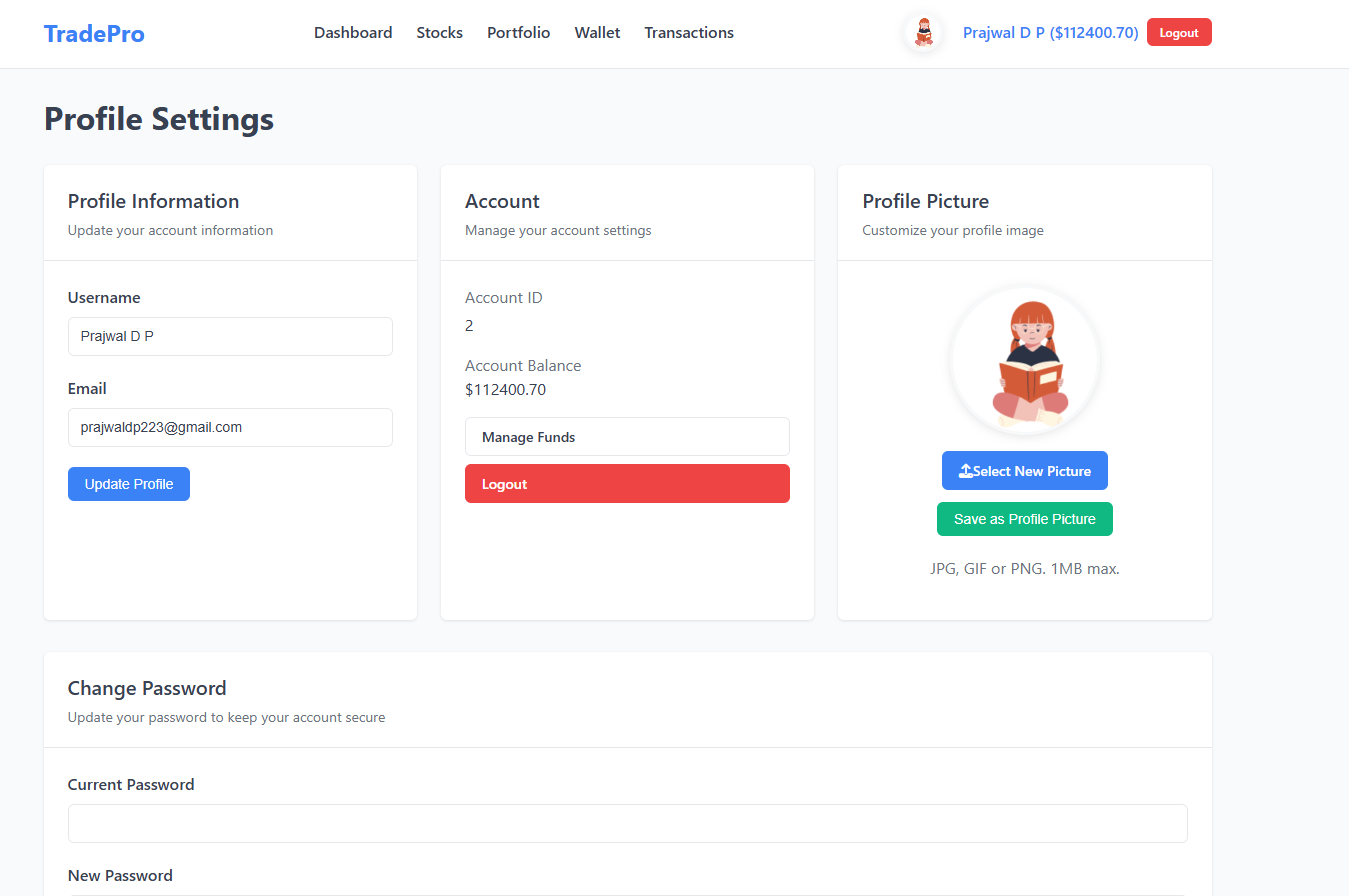 TradePro
Dashboard Stocks Portfolio Wallet Transactions
Prajwal D P ($112400.70) Logout
Profile Settings
Profile Information
Update your account information
Username
Prajwal D P
Email
prajwaldp223@gmail.com
Update Profile
Account
Manage your account settings
Account ID
2
Account Balance
$112400.70
Manage Funds
Logout
Profile Picture
Customize your profile image
Select New Picture
Save as Profile Picture
JPG, GIF or PNG. 1MB max.
Change Password
Update your password to keep your account secure
Current Password
New Password